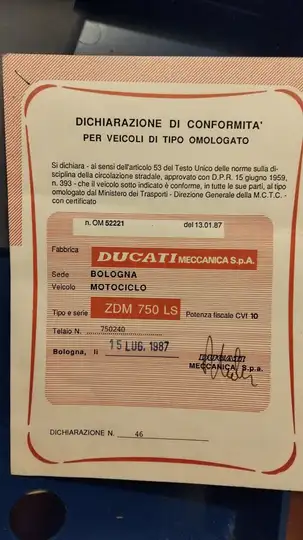 DICHIARAZIONE DI CONFORMITA'
PER VEICOLI DI TIPO OMOLOGATO
Si dichiara - ai sensi dell'articolo 53 del Testo Unico delle norme sulla di-
sciplina della circolazione stradale, approvato con D.P.R. 15 giugno 1959,
n. 393 - che il veicolo sotto indicato è conforme, in tutte le sue parti, al tipo
omologato dal Ministero dei Trasporti - Direzione Generale della M.C.T.C. -
con certificato
n. OM 52221 del 13.01.87
Fabbrica DUCATI MECCANICA S.p.A.
Sede BOLOGNA
Veicolo MOTOCICLO
Tipo e serie ZDM 750 LS Potenza fiscale CVf 10
Telaio N. 750240
Bologna, li 15 LUG. 1987
DUCATI
MECCANICA S.p.a.
DICHIARAZIONE N. 46